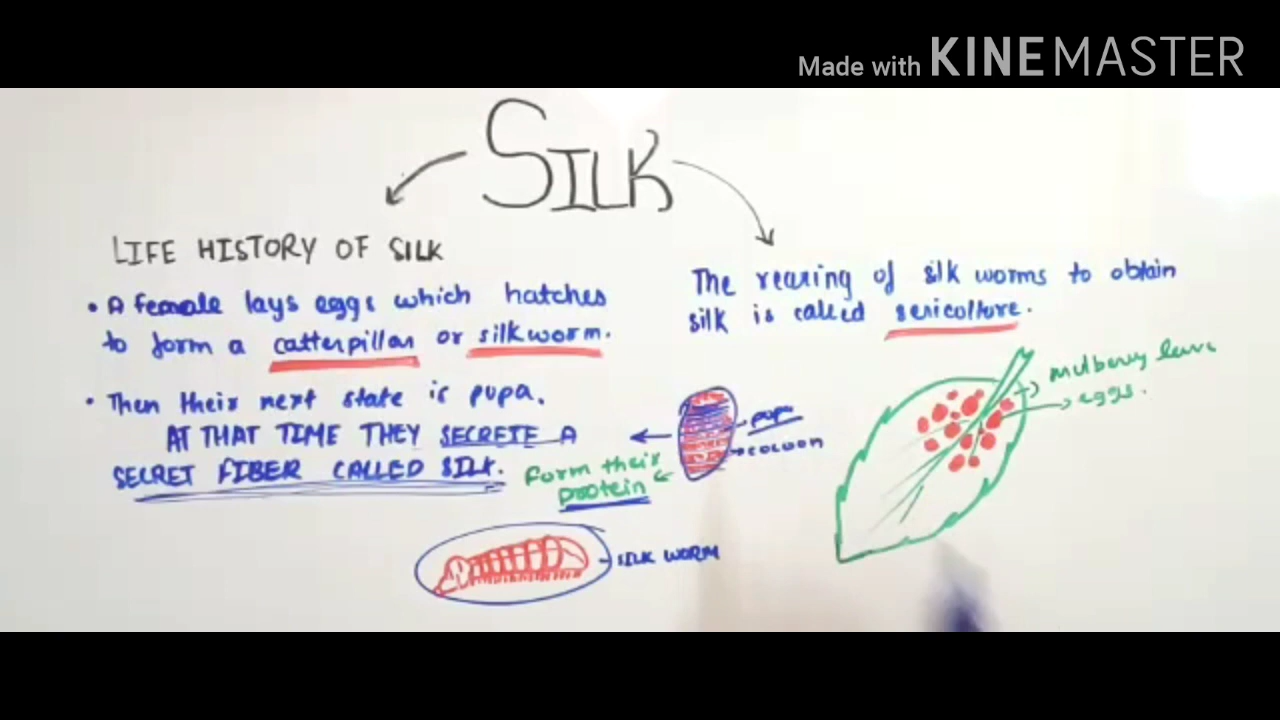 Made with KINEMASTER
SILK
LIFE HISTORY OF SILK
• A female lays eggs which hatches
to form a catterpillar or silkworm.
• Then their next state is pupa.
AT THAT TIME THEY SECRETE A
SECRET FIBER CALLED SILK.
The rearing of silk worms to obtain
silk is called sericulture.
mulberry leave
eggs.
pupa
cocoon
form their
protein
SILK WORM